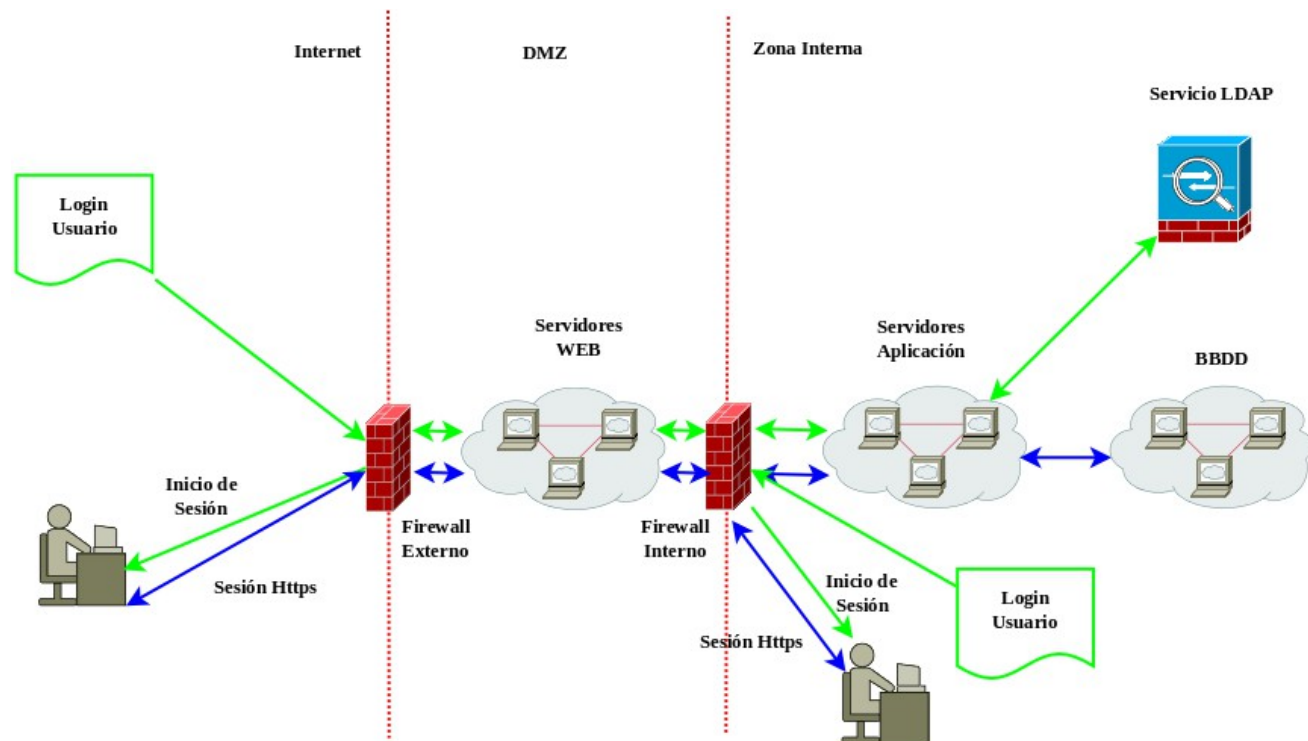 Internet
DMZ
Zona Interna
Servicio LDAP
Login
Usuario
Servidores
WEB
Servidores
Aplicación
BBDD
Inicio de
Sesión
Firewall
Externo
Firewall
Interno
Sesión Https
Inicio de
Sesión
Login
Usuario
Sesión Https